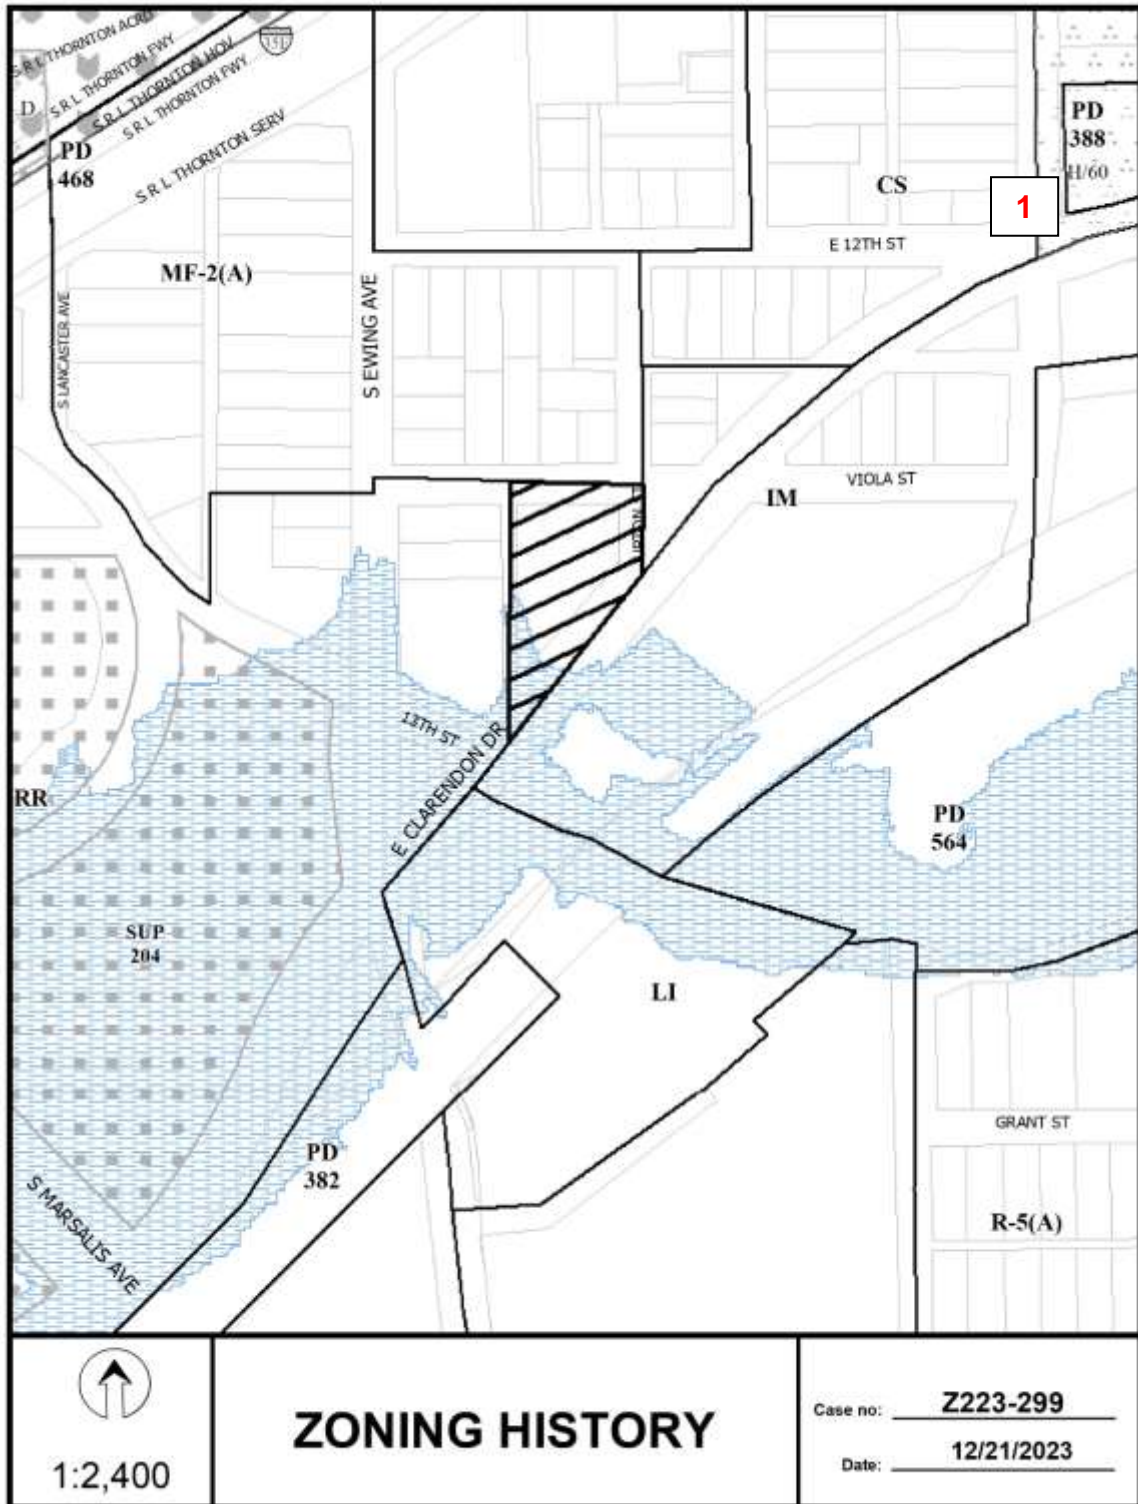 S R L THORNTON ACRD
S R L THORNTON FWY
S R L THORNTON HOV
S R L THORNTON FWY
35E
D
PD
468
S R L THORNTON SERV
PD
388
H/60
CS
1
E 12TH ST
MF-2(A)
S LANCASTER AVE
S EWING AVE
VIOLA ST
IM
13TH ST
E CLARENDON DR
RR
PD
564
SUP
204
LI
GRANT ST
PD
382
S MARSALIS AVE
R-5(A)
1:2,400
ZONING HISTORY
Case no: Z223-299
Date: 12/21/2023